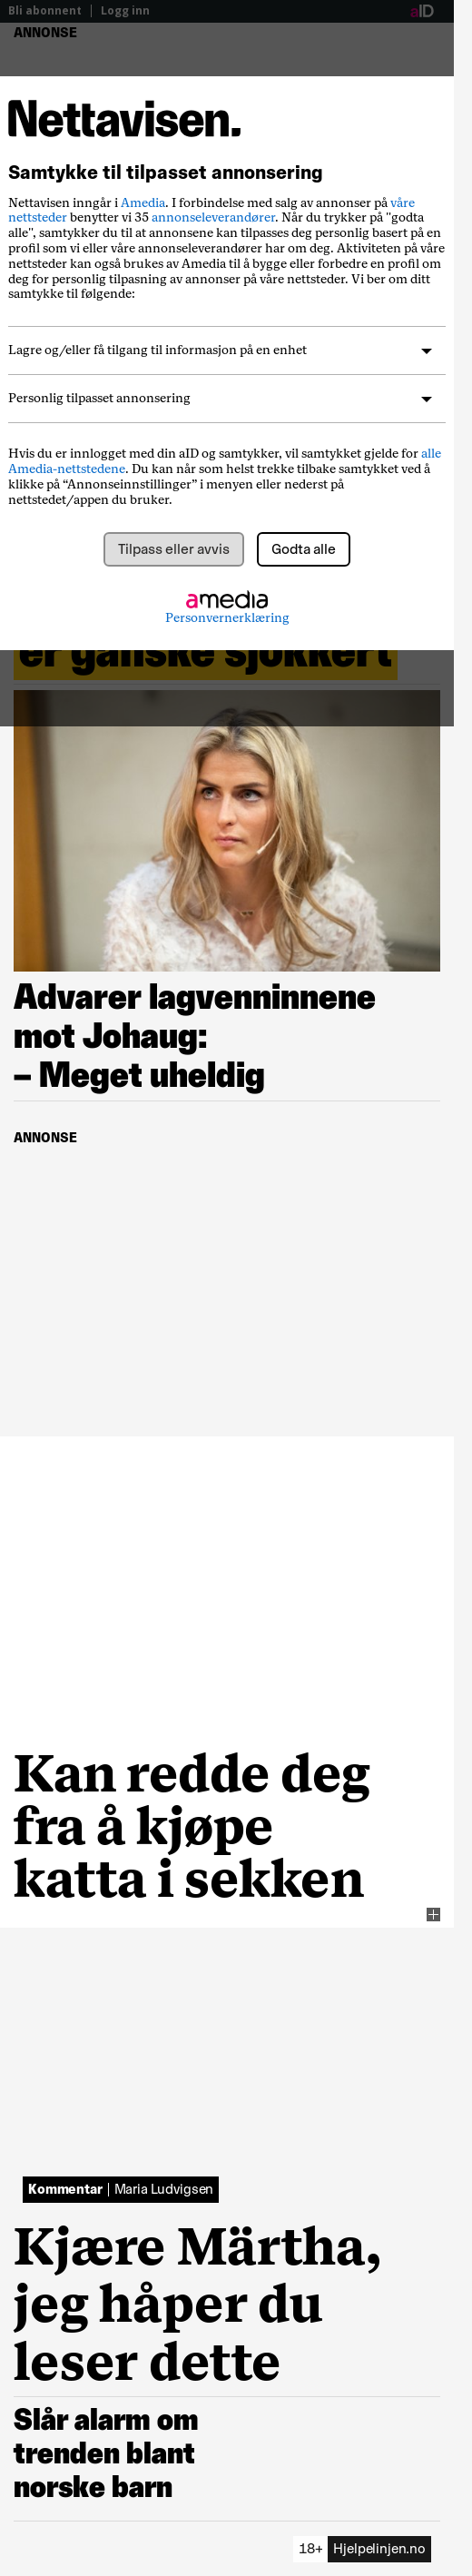 Bli abonnent | Logg inn
aID
ANNONSE
Nettavisen.
Samtykke til tilpasset annonsering
Nettavisen ingår i Amedia. I forbindelse med salg av annonser på våre
nettsteder benytter vi 35 annonseleverandører. Når du trykker på "godta
alle", samtykker du til at annonsene kan tilpasses deg personlig basert på en
profil som vi eller våre annonseleverandører har om deg. Aktiviteten på våre
nettsteder kan også brukes av Amedia til å bygge eller forbedre en profil om
deg for personlig tilpasning av annonser på våre nettsteder. Vi ber om ditt
samtykke til følgende:
Lagre og/eller få tilgang til informasjon på en enhet
Personlig tilpasset annonsering
Hvis du er innlogget med din aID og samtykker, vil samtykket gjelde for alle
Amedia-nettstedene. Du kan når som helst trekke tilbake samtykket ved å
klikke på “Annonseinnstillinger” i menyen eller nederst på
nettstedet/appen du bruker.
Tilpass eller avvis
Godta alle
amedia
Personvernerklæring
er ganske sjokkert
Advarer lagvenninnene
mot Johaug:
– Meget uheldig
ANNONSE
Kan redde deg
fra å kjøpe
katta i sekken
Kommentar | Maria Ludvigsen
Kjære Märtha,
jeg håper du
leser dette
Slår alarm om
trenden blant
norske barn
18+ Hjelpelinjen.no